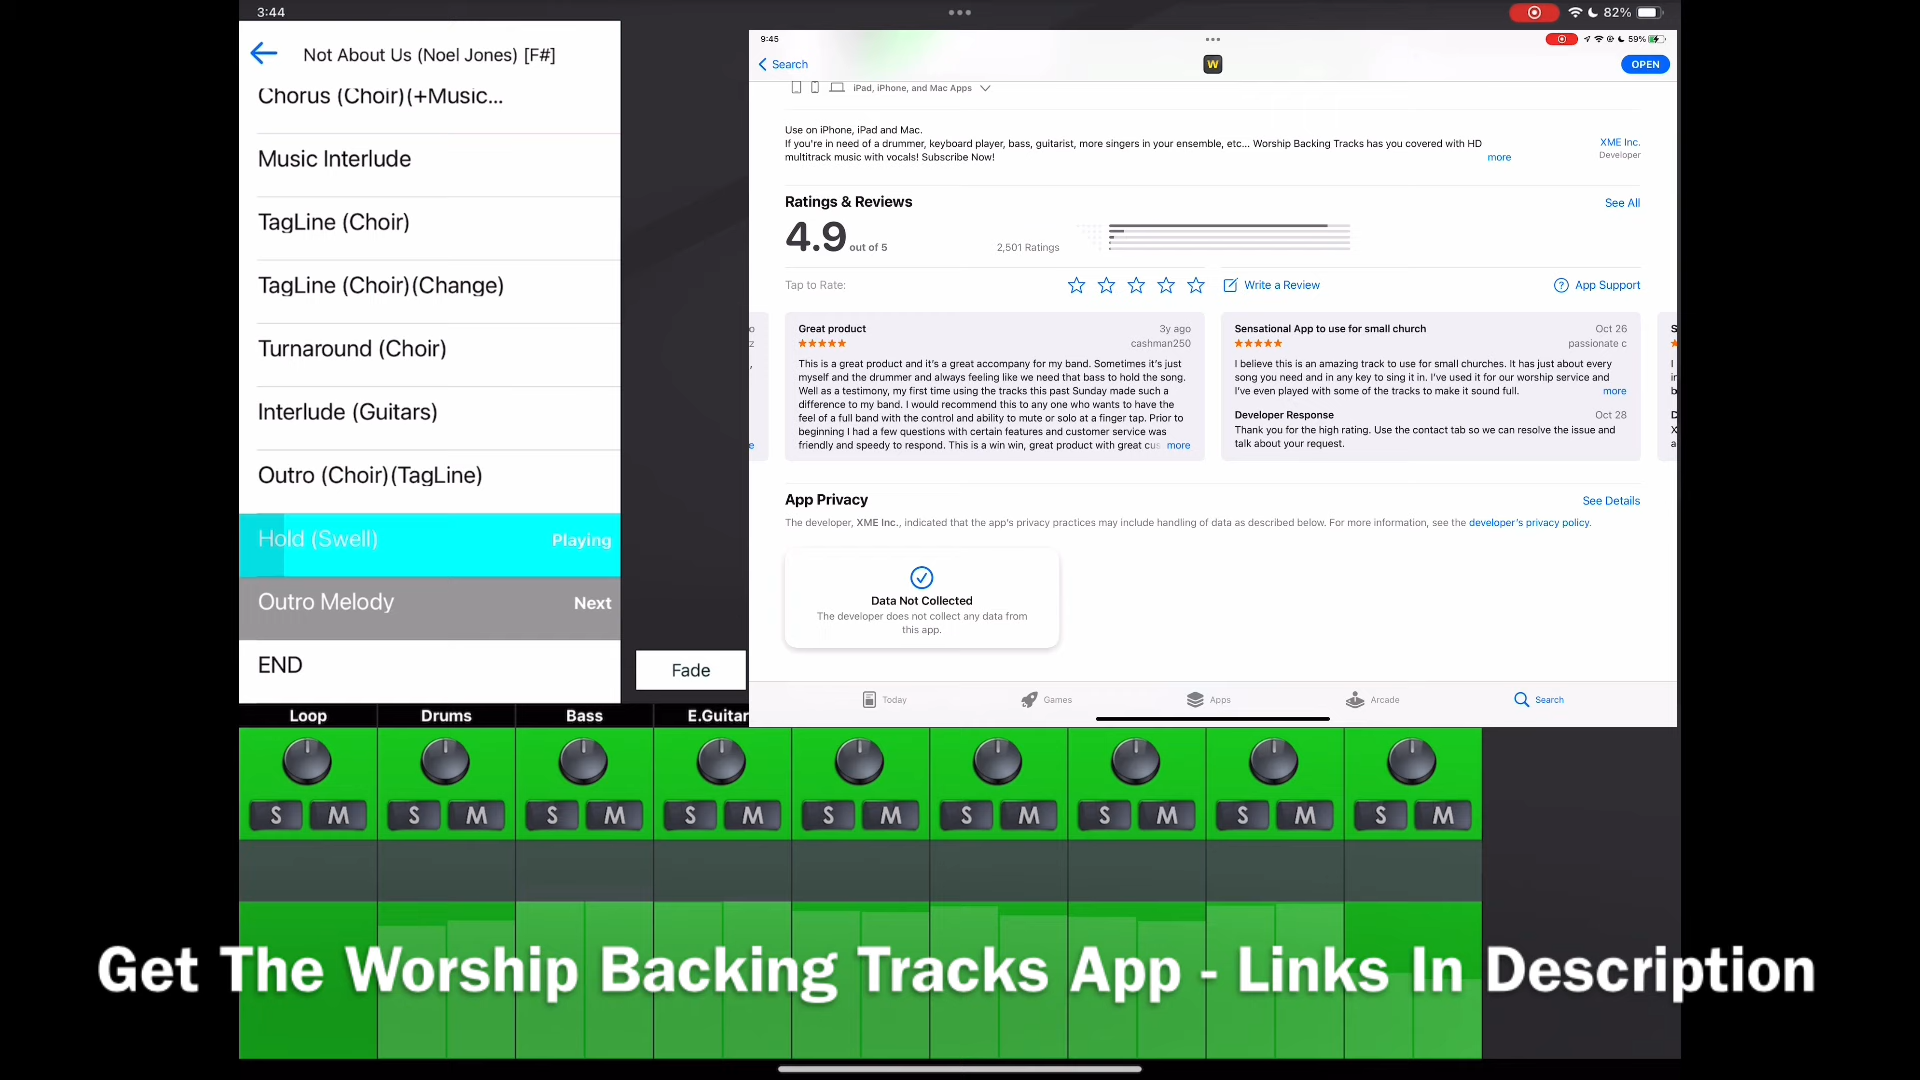 3:44
82%
Not About Us (Noel Jones) [F#]
Chorus (Choir)(+Music...
Music Interlude
TagLine (Choir)
TagLine (Choir)(Change)
Turnaround (Choir)
Interlude (Guitars)
Outro (Choir)(TagLine)
Hold (Swell) Playing
Outro Melody Next
END
Fade
9:45
59%
Search
W
OPEN
iPad, iPhone, and Mac Apps
Use on iPhone, iPad and Mac.
If you're in need of a drummer, keyboard player, bass, guitarist, more singers in your ensemble, etc... Worship Backing Tracks has you covered with HD
multitrack music with vocals! Subscribe Now!
more
XME Inc.
Developer
Ratings & Reviews
See All
4.9 out of 5
2,501 Ratings
Tap to Rate:
Write a Review
App Support
Great product 3y ago
cashman250
This is a great product and it's a great accompany for my band. Sometimes it's just
myself and the drummer and always feeling like we need that bass to hold the song.
Well as a testimony, my first time using the tracks this past Sunday made such a
difference to my band. I would recommend this to any one who wants to have the
feel of a full band with the control and ability to mute or solo at a finger tap. Prior to
beginning I had a few questions with certain features and customer service was
friendly and speedy to respond. This is a win win, great product with great cus more
Sensational App to use for small church Oct 26
passionate c
I believe this is an amazing track to use for small churches. It has just about every
song you need and in any key to sing it in. I've used it for our worship service and
I've even played with some of the tracks to make it sound full. more
Developer Response Oct 28
Thank you for the high rating. Use the contact tab so we can resolve the issue and
talk about your request.
App Privacy
See Details
The developer, XME Inc., indicated that the app's privacy practices may include handling of data as described below. For more information, see the developer's privacy policy.
Data Not Collected
The developer does not collect any data from
this app.
Today
Games
Apps
Arcade
Search
Loop Drums Bass E.Guitar
S M S M S M S M S M S M S M S M S M
Get The Worship Backing Tracks App - Links In Description